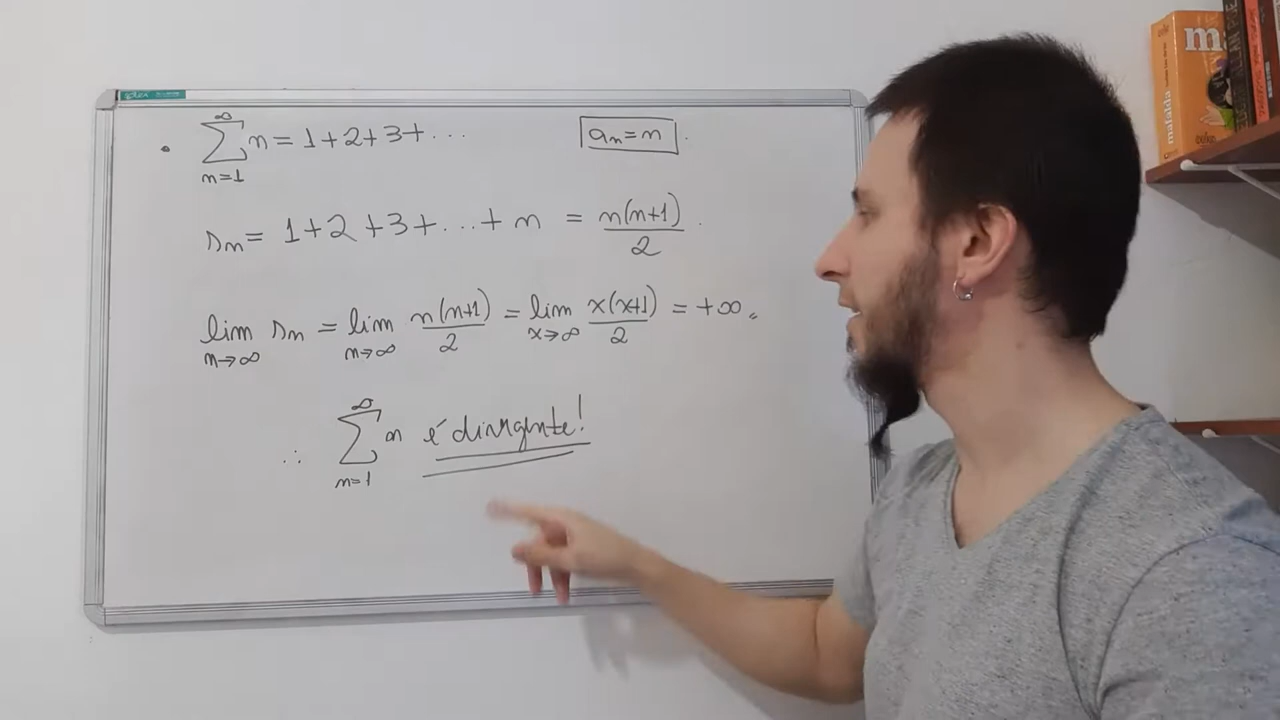 ∞
• ∑ n = 1+2+3+... [aₙ=n].
n=1
sₙ = 1+2+3+...+n = n(n+1)/2.
lim sₙ = lim n(n+1)/2 = lim x(x+1)/2 = +∞.
n→∞ n→∞ x→∞
∞
∴ ∑ n é divergente!
n=1
mafalda